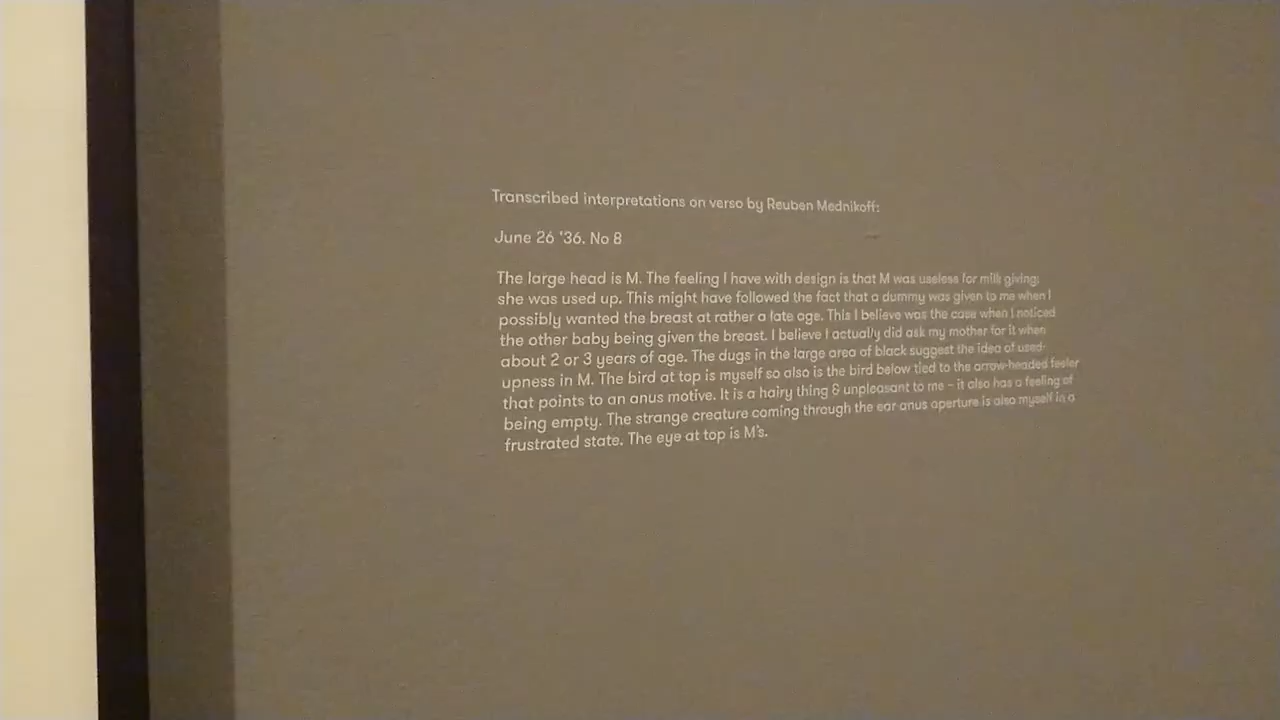 Transcribed interpretations on verso by Reuben Mednikoff:
June 26 '36. No 8
The large head is M. The feeling I have with design is that M was useless for milk giving;
she was used up. This might have followed the fact that a dummy was given to me when I
possibly wanted the breast at rather a late age. This I believe was the case when I noticed
the other baby being given the breast. I believe I actually did ask my mother for it when
about 2 or 3 years of age. The dugs in the large area of black suggest the idea of used-
upness in M. The bird at top is myself so also is the bird below tied to the arrow-headed feeler
that points to an anus motive. It is a hairy thing & unpleasant to me – it also has a feeling of
being empty. The strange creature coming through the ear anus aperture is also myself in a
frustrated state. The eye at top is M's.